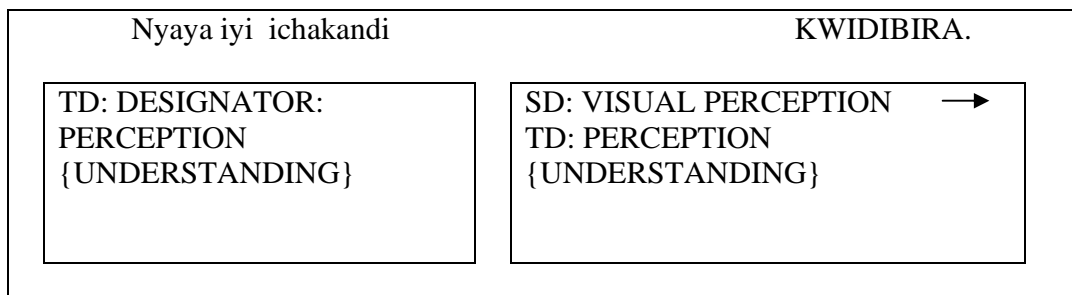 Nyaya iyi ichakandi KWIDIBIRA.
TD: DESIGNATOR:
PERCEPTION
{UNDERSTANDING}
SD: VISUAL PERCEPTION →
TD: PERCEPTION
{UNDERSTANDING}